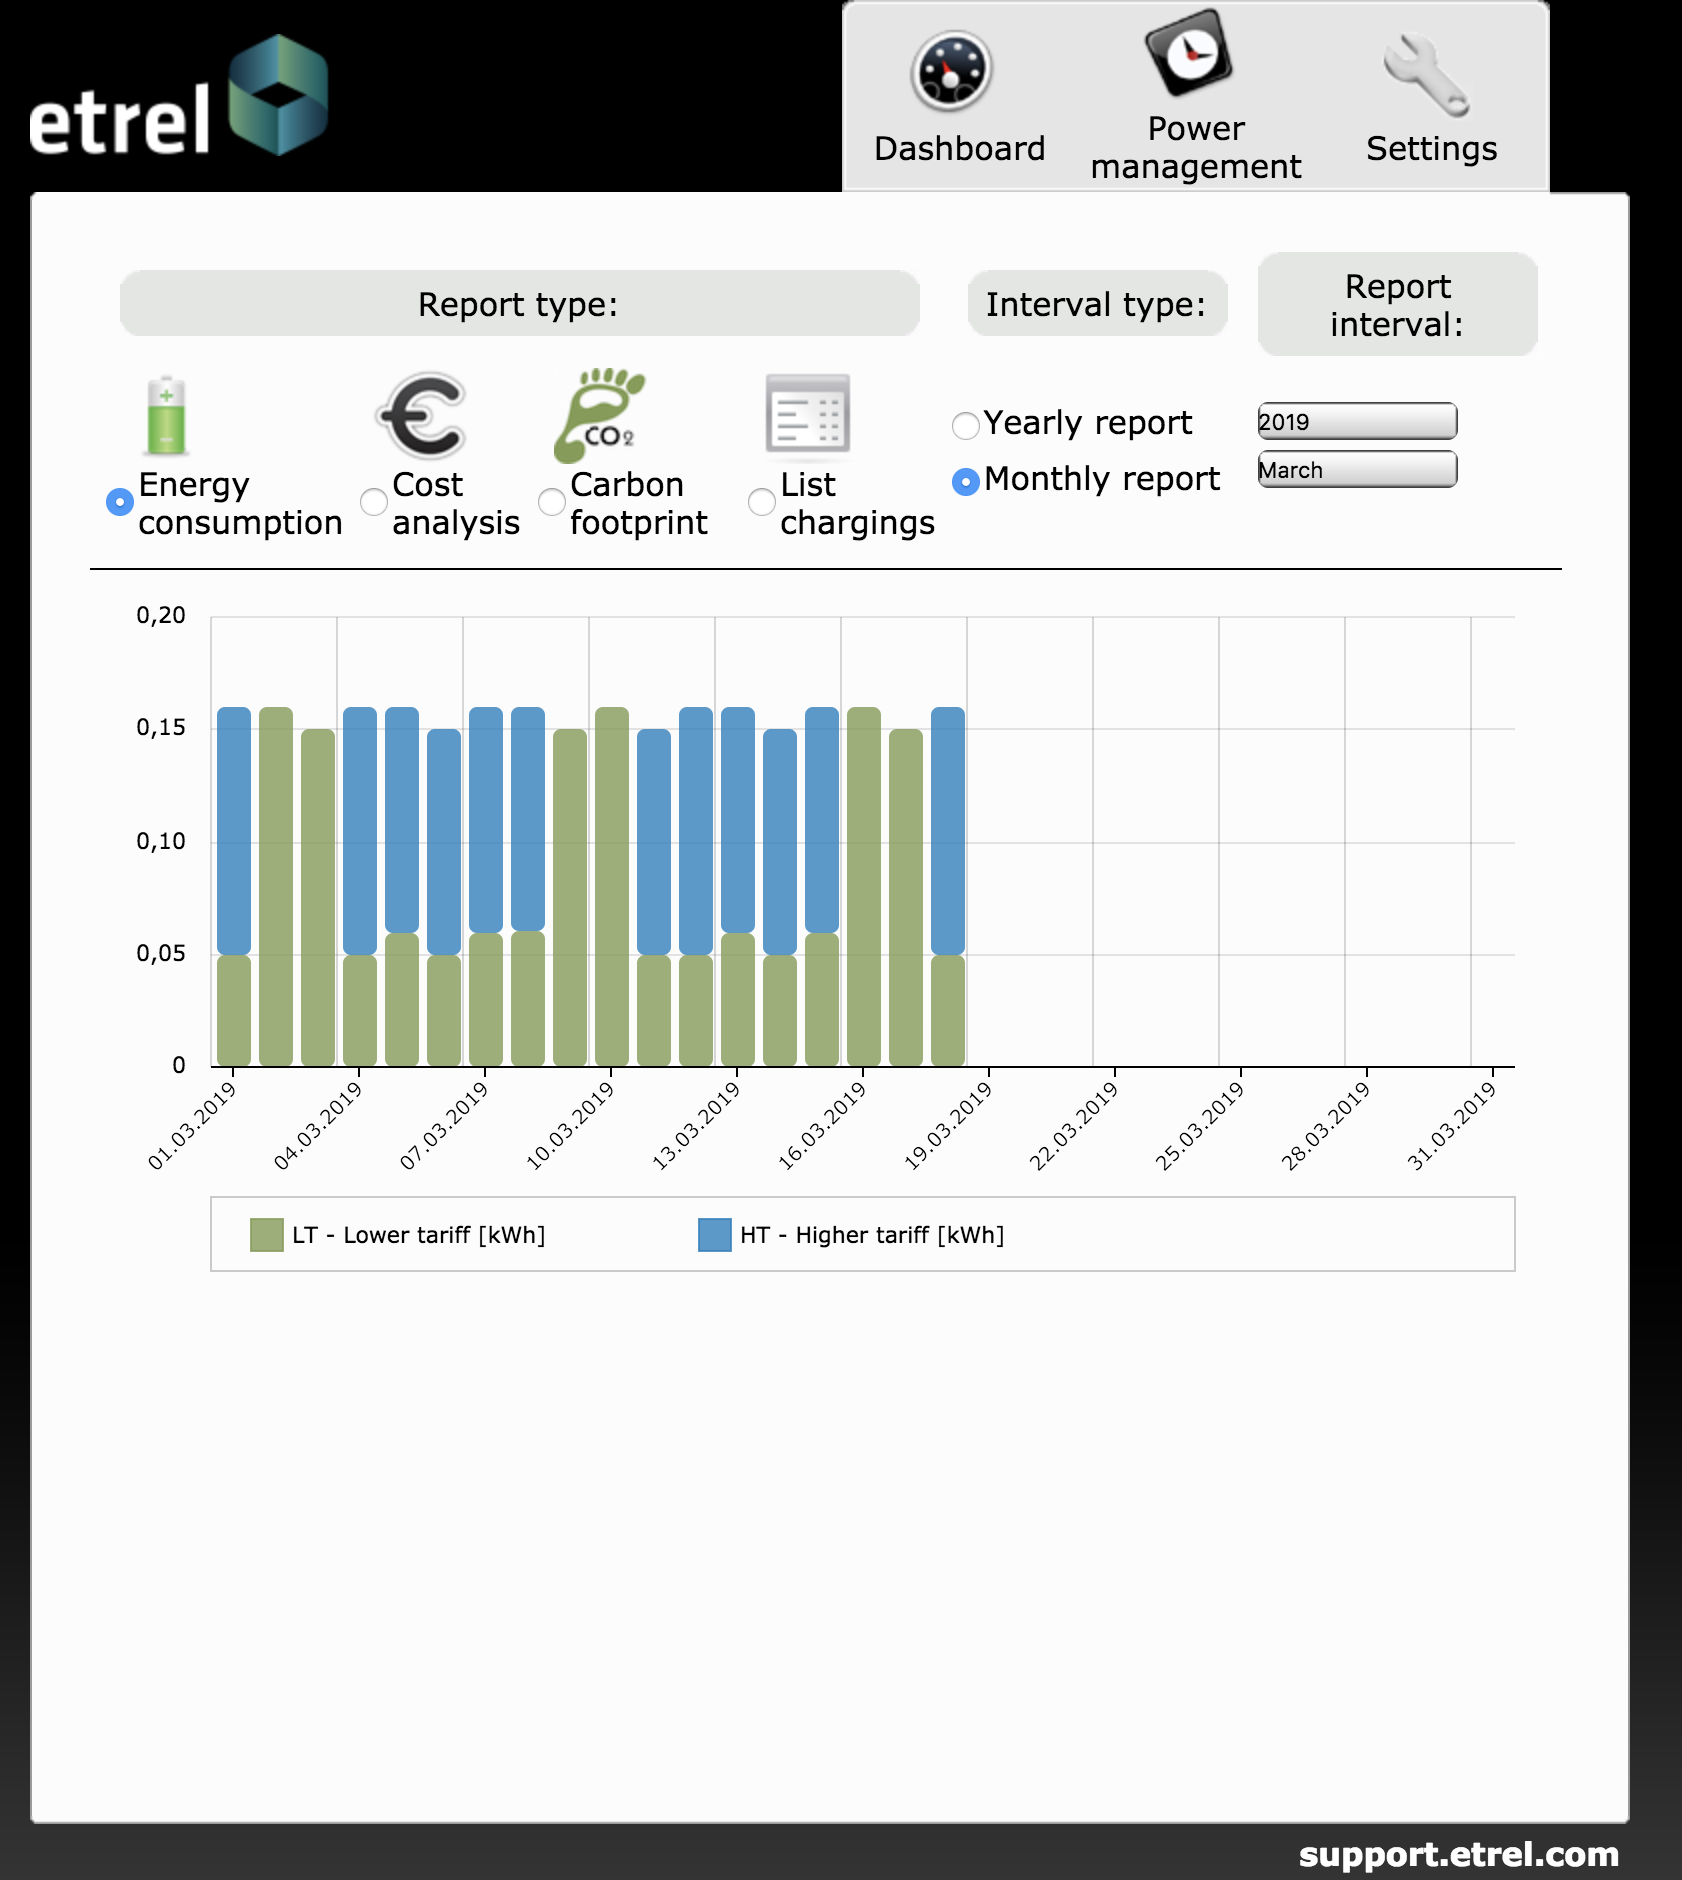 etrel
Dashboard
Power
management
Settings
Report type:
Interval type:
Report
interval:
CO2
Energy
consumption
Cost
analysis
Carbon
footprint
List
chargings
Yearly report
Monthly report
2019
March
0,20
0,15
0,10
0,05
0
01.03.2019
04.03.2019
07.03.2019
10.03.2019
13.03.2019
16.03.2019
19.03.2019
22.03.2019
25.03.2019
28.03.2019
31.03.2019
LT - Lower tariff [kWh]
HT - Higher tariff [kWh]
support.etrel.com